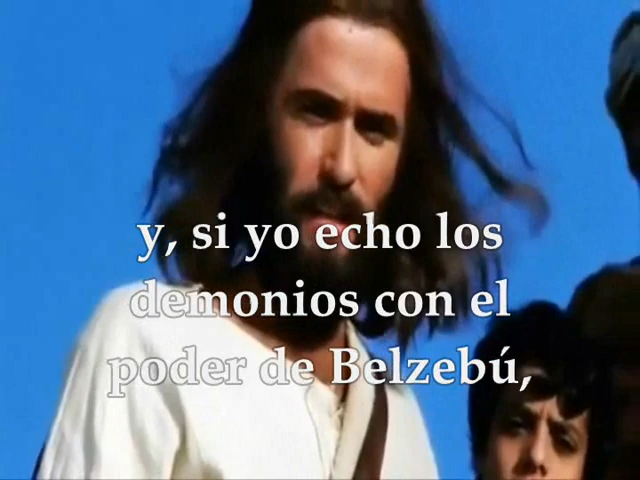 y, si yo echo los
demonios con el
poder de Belzebú,